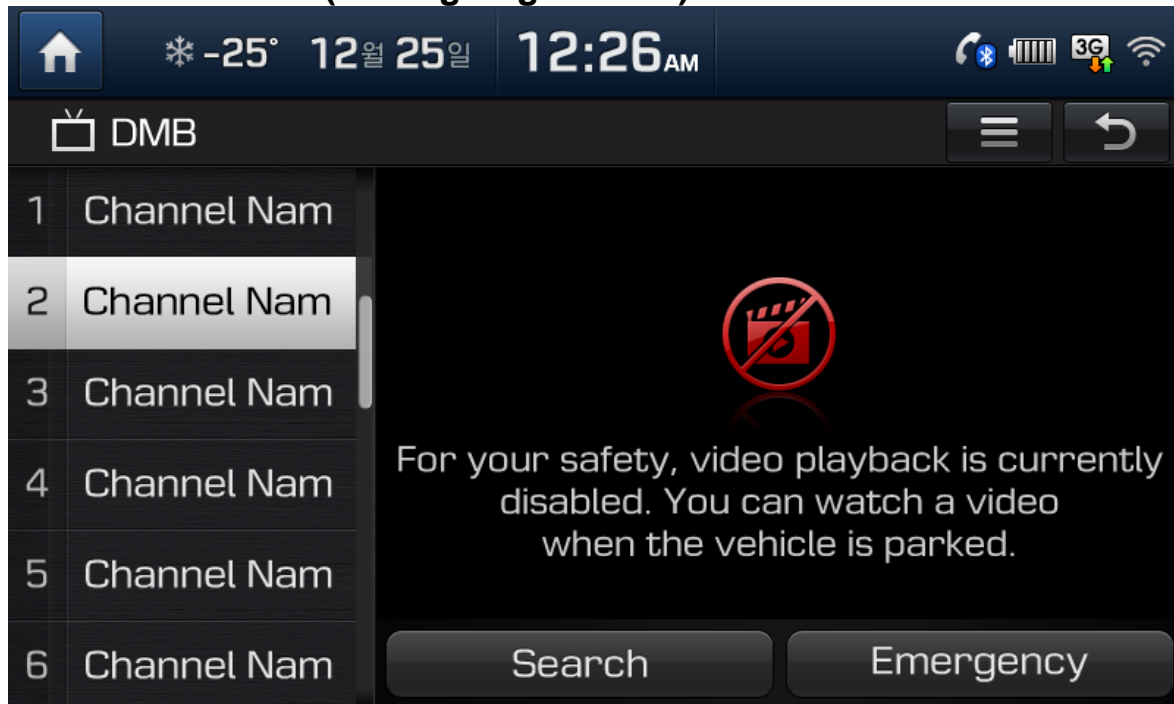 -25° 12월 25일 12:26AM 3G
DMB
1 Channel Nam
2 Channel Nam
3 Channel Nam
4 Channel Nam
5 Channel Nam
6 Channel Nam
For your safety, video playback is currently
disabled. You can watch a video
when the vehicle is parked.
Search Emergency